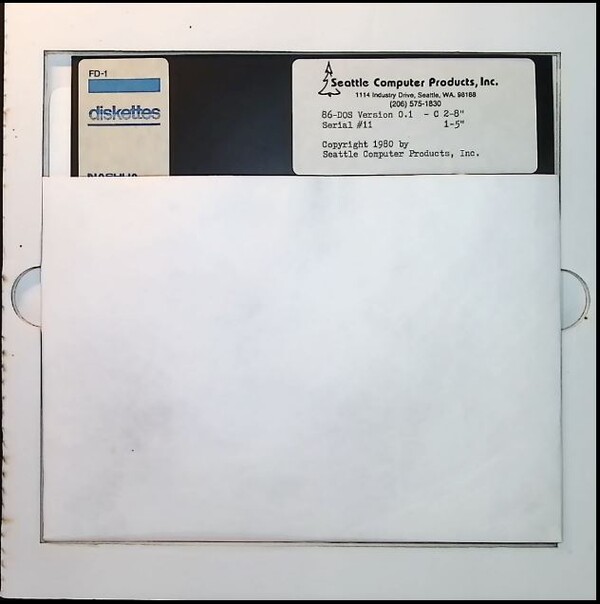 FD-1
diskettes
NASHUA
Seattle Computer Products, Inc.
1114 Industry Drive, Seattle, WA. 98188
(206) 575-1830
86-DOS Version 0.1 - C 2-8"
Serial #11 1-5"
Copyright 1980 by
Seattle Computer Products, Inc.